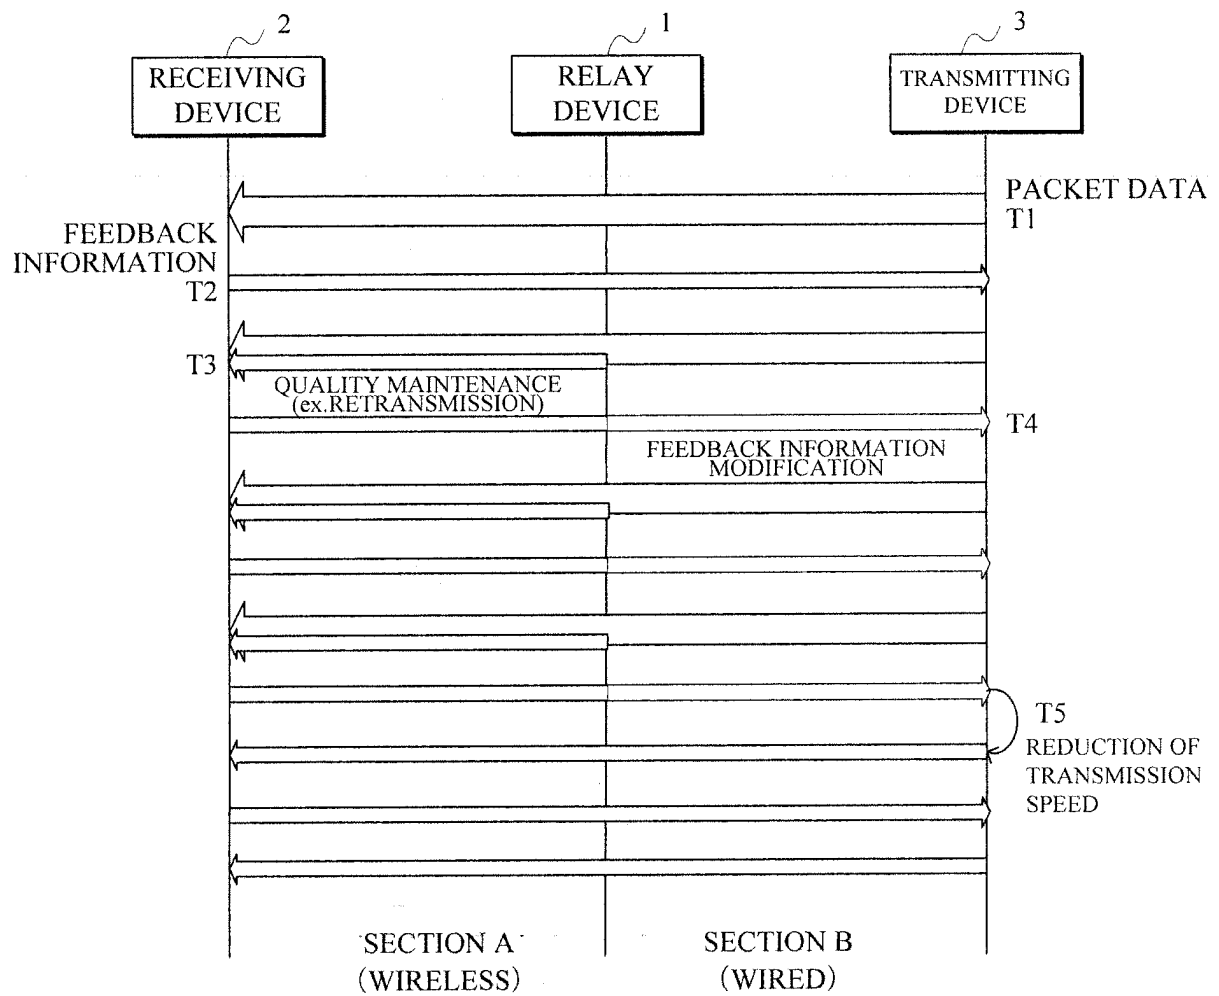 2
1
3
RECEIVING
DEVICE
RELAY
DEVICE
TRANSMITTING
DEVICE
PACKET DATA
T1
FEEDBACK
INFORMATION
T2
T3
QUALITY MAINTENANCE
(ex.RETRANSMISSION)
T4
FEEDBACK INFORMATION
MODIFICATION
T5
REDUCTION OF
TRANSMISSION
SPEED
SECTION A
(WIRELESS)
SECTION B
(WIRED)